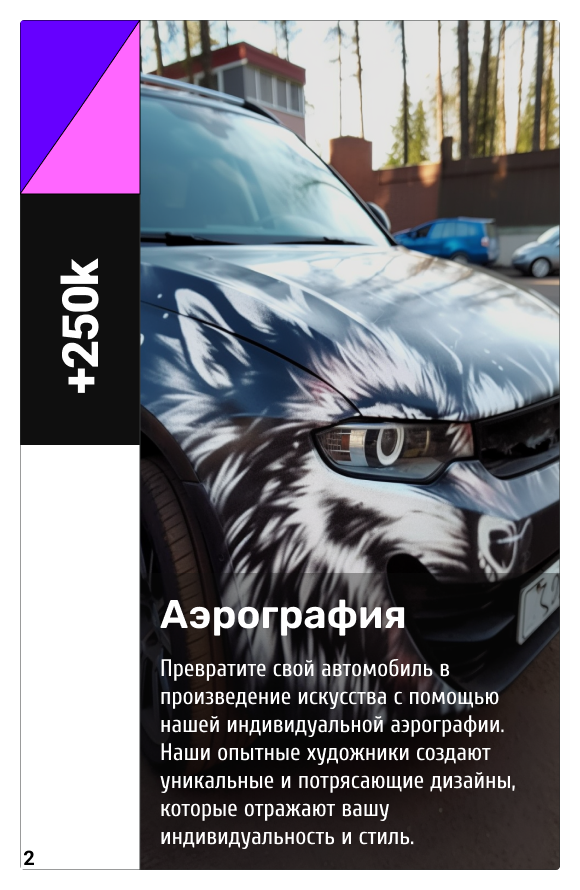 +250k
Аэрография
Превратите свой автомобиль в
произведение искусства с помощью
нашей индивидуальной аэрографии.
Наши опытные художники создают
уникальные и потрясающие дизайны,
которые отражают вашу
индивидуальность и стиль.
2